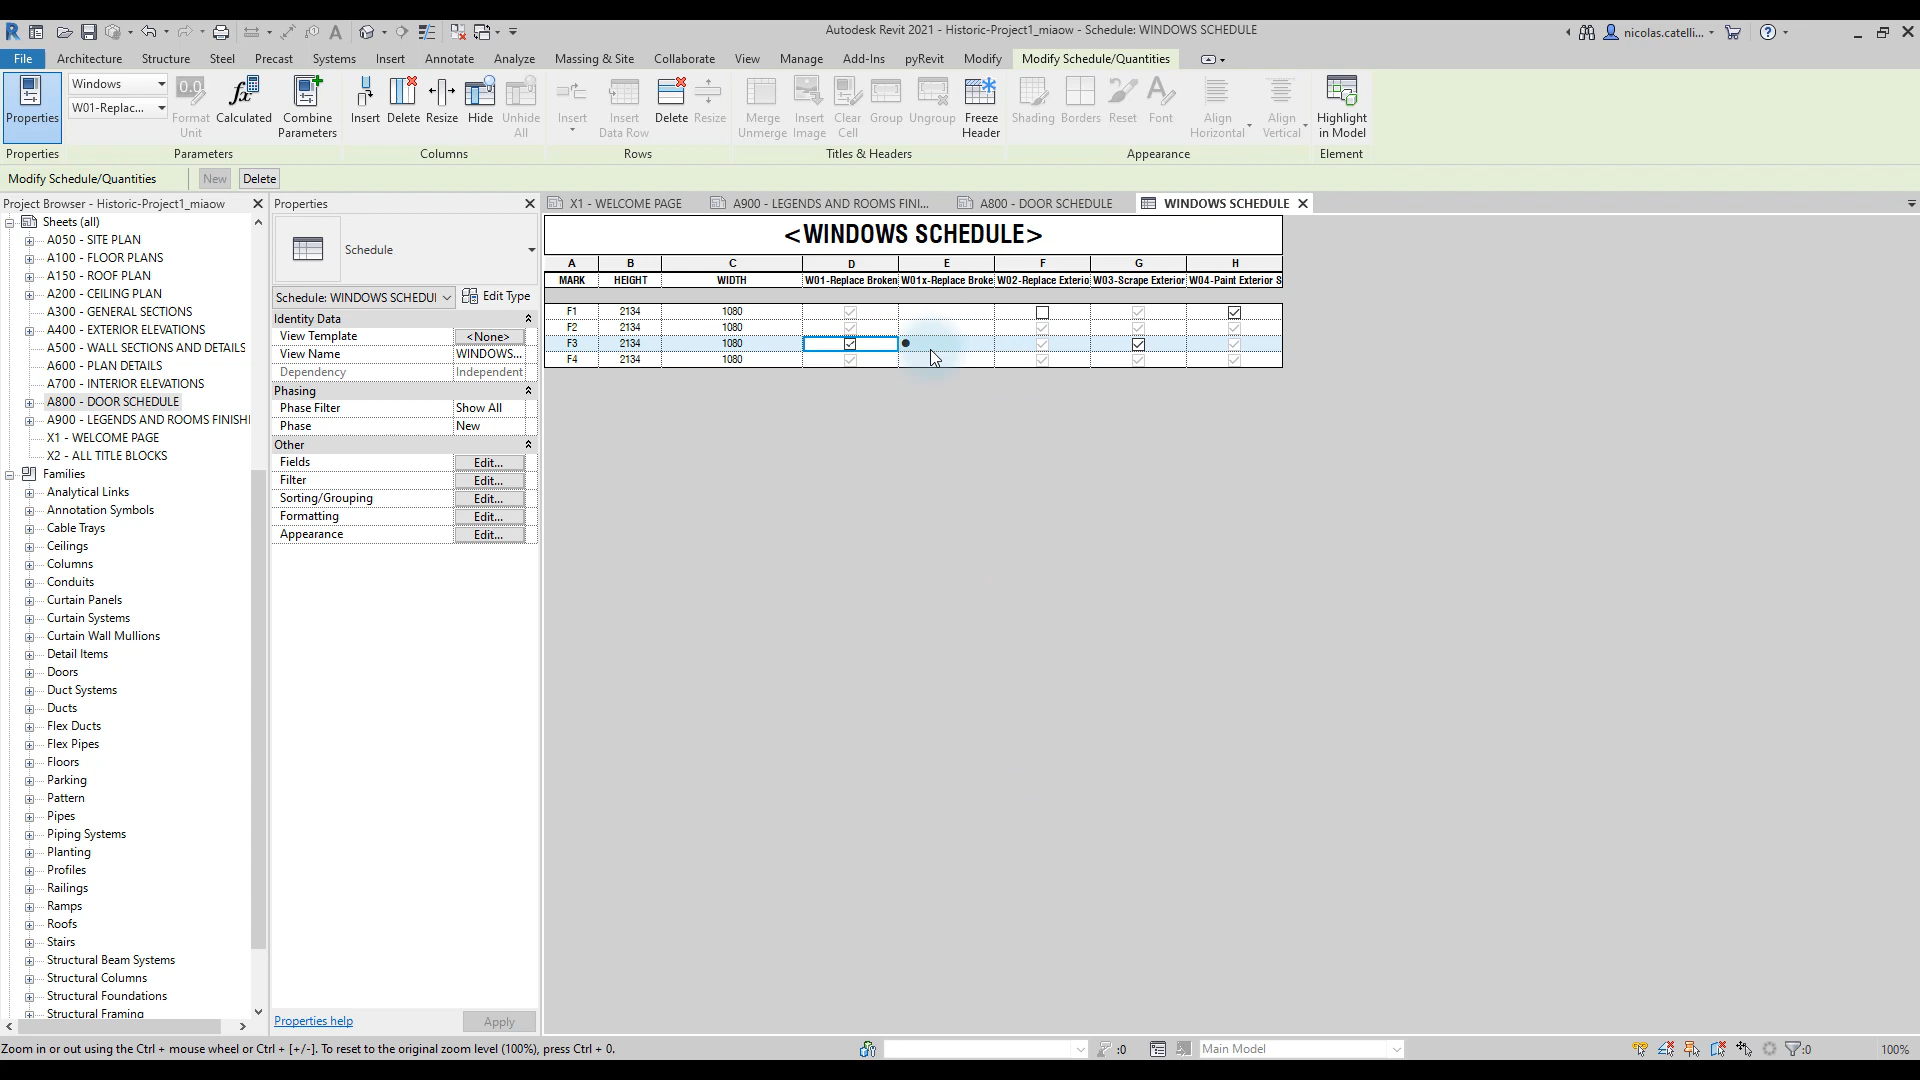 Autodesk Revit 2021 - Historic-Project1_miaow - Schedule: WINDOWS SCHEDULE
nicolas.catelli...
File Architecture Structure Steel Precast Systems Insert Annotate Analyze Massing & Site Collaborate View Manage Add-Ins pyRevit Modify Modify Schedule/Quantities
Windows
W01-Replac...
Properties Format Unit Calculated Combine Parameters Insert Delete Resize Hide Unhide All Insert Insert Data Row Delete Resize Merge Unmerge Insert Image Clear Cell Group Ungroup Freeze Header Shading Borders Reset Font Align Horizontal Align Vertical Highlight in Model
Properties Parameters Columns Rows Titles & Headers Appearance Element
Modify Schedule/Quantities New Delete
Project Browser - Historic-Project1_miaow
Sheets (all)
A050 - SITE PLAN
A100 - FLOOR PLANS
A150 - ROOF PLAN
A200 - CEILING PLAN
A300 - GENERAL SECTIONS
A400 - EXTERIOR ELEVATIONS
A500 - WALL SECTIONS AND DETAILS
A600 - PLAN DETAILS
A700 - INTERIOR ELEVATIONS
A800 - DOOR SCHEDULE
A900 - LEGENDS AND ROOMS FINISHI
X1 - WELCOME PAGE
X2 - ALL TITLE BLOCKS
Families
Analytical Links
Annotation Symbols
Cable Trays
Ceilings
Columns
Conduits
Curtain Panels
Curtain Systems
Curtain Wall Mullions
Detail Items
Doors
Duct Systems
Ducts
Flex Ducts
Flex Pipes
Floors
Parking
Pattern
Pipes
Piping Systems
Planting
Profiles
Railings
Ramps
Roofs
Stairs
Structural Beam Systems
Structural Columns
Structural Foundations
Structural Framing
Properties
Schedule
Schedule: WINDOWS SCHEDUI Edit Type
Identity Data
View Template <None>
View Name WINDOWS...
Dependency Independent
Phasing
Phase Filter Show All
Phase New
Other
Fields Edit...
Filter Edit...
Sorting/Grouping Edit...
Formatting Edit...
Appearance Edit...
Properties help Apply
X1 - WELCOME PAGE A900 - LEGENDS AND ROOMS FINI... A800 - DOOR SCHEDULE WINDOWS SCHEDULE
<WINDOWS SCHEDULE>
A B C D E F G H
MARK HEIGHT WIDTH W01-Replace Broken W01x-Replace Broke W02-Replace Exterio W03-Scrape Exterior W04-Paint Exterior S
F1 2134 1080
F2 2134 1080
F3 2134 1080
F4 2134 1080
Zoom in or out using the Ctrl + mouse wheel or Ctrl + [+/-]. To reset to the original zoom level (100%), press Ctrl + 0.
:0
Main Model
:0
100%